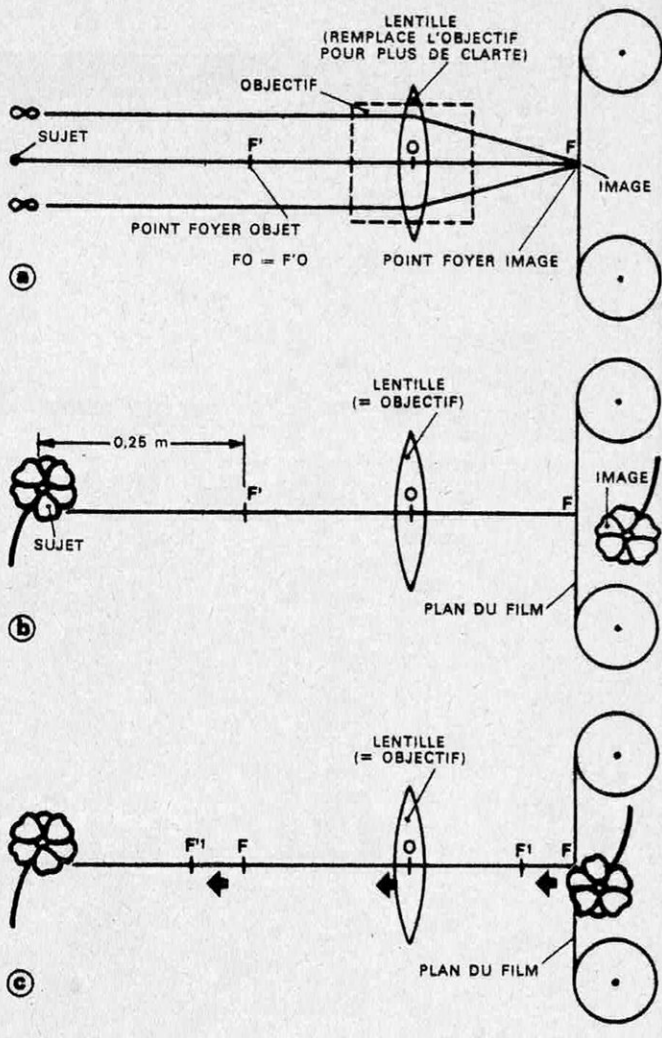 LENTILLE
(REMPLACE L'OBJECTIF
POUR PLUS DE CLARTE)
OBJECTIF
∞
SUJET
F'
O
F
∞
IMAGE
POINT FOYER OBJET
FO = F'O
POINT FOYER IMAGE
a
LENTILLE
(= OBJECTIF)
0,25 m
IMAGE
F'
O
F
SUJET
PLAN DU FILM
b
LENTILLE
(= OBJECTIF)
F'1
F
O
F1
F
PLAN DU FILM
c